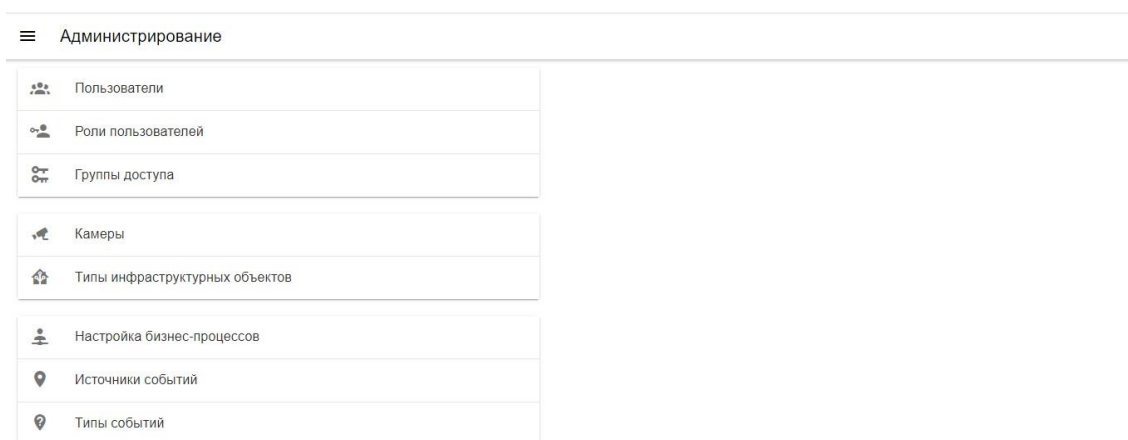 Администрирование
Пользователи
Роли пользователей
Группы доступа
Камеры
Типы инфраструктурных объектов
Настройка бизнес-процессов
Источники событий
Типы событий